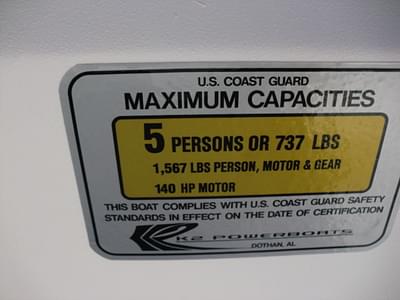 U.S. COAST GUARD
MAXIMUM CAPACITIES
5 PERSONS OR 737 LBS
1,567 LBS PERSON, MOTOR & GEAR
140 HP MOTOR
THIS BOAT COMPLIES WITH U.S. COAST GUARD SAFETY
STANDARDS IN EFFECT ON THE DATE OF CERTIFICATION
K2 POWERBOATS
DOTHAN, AL